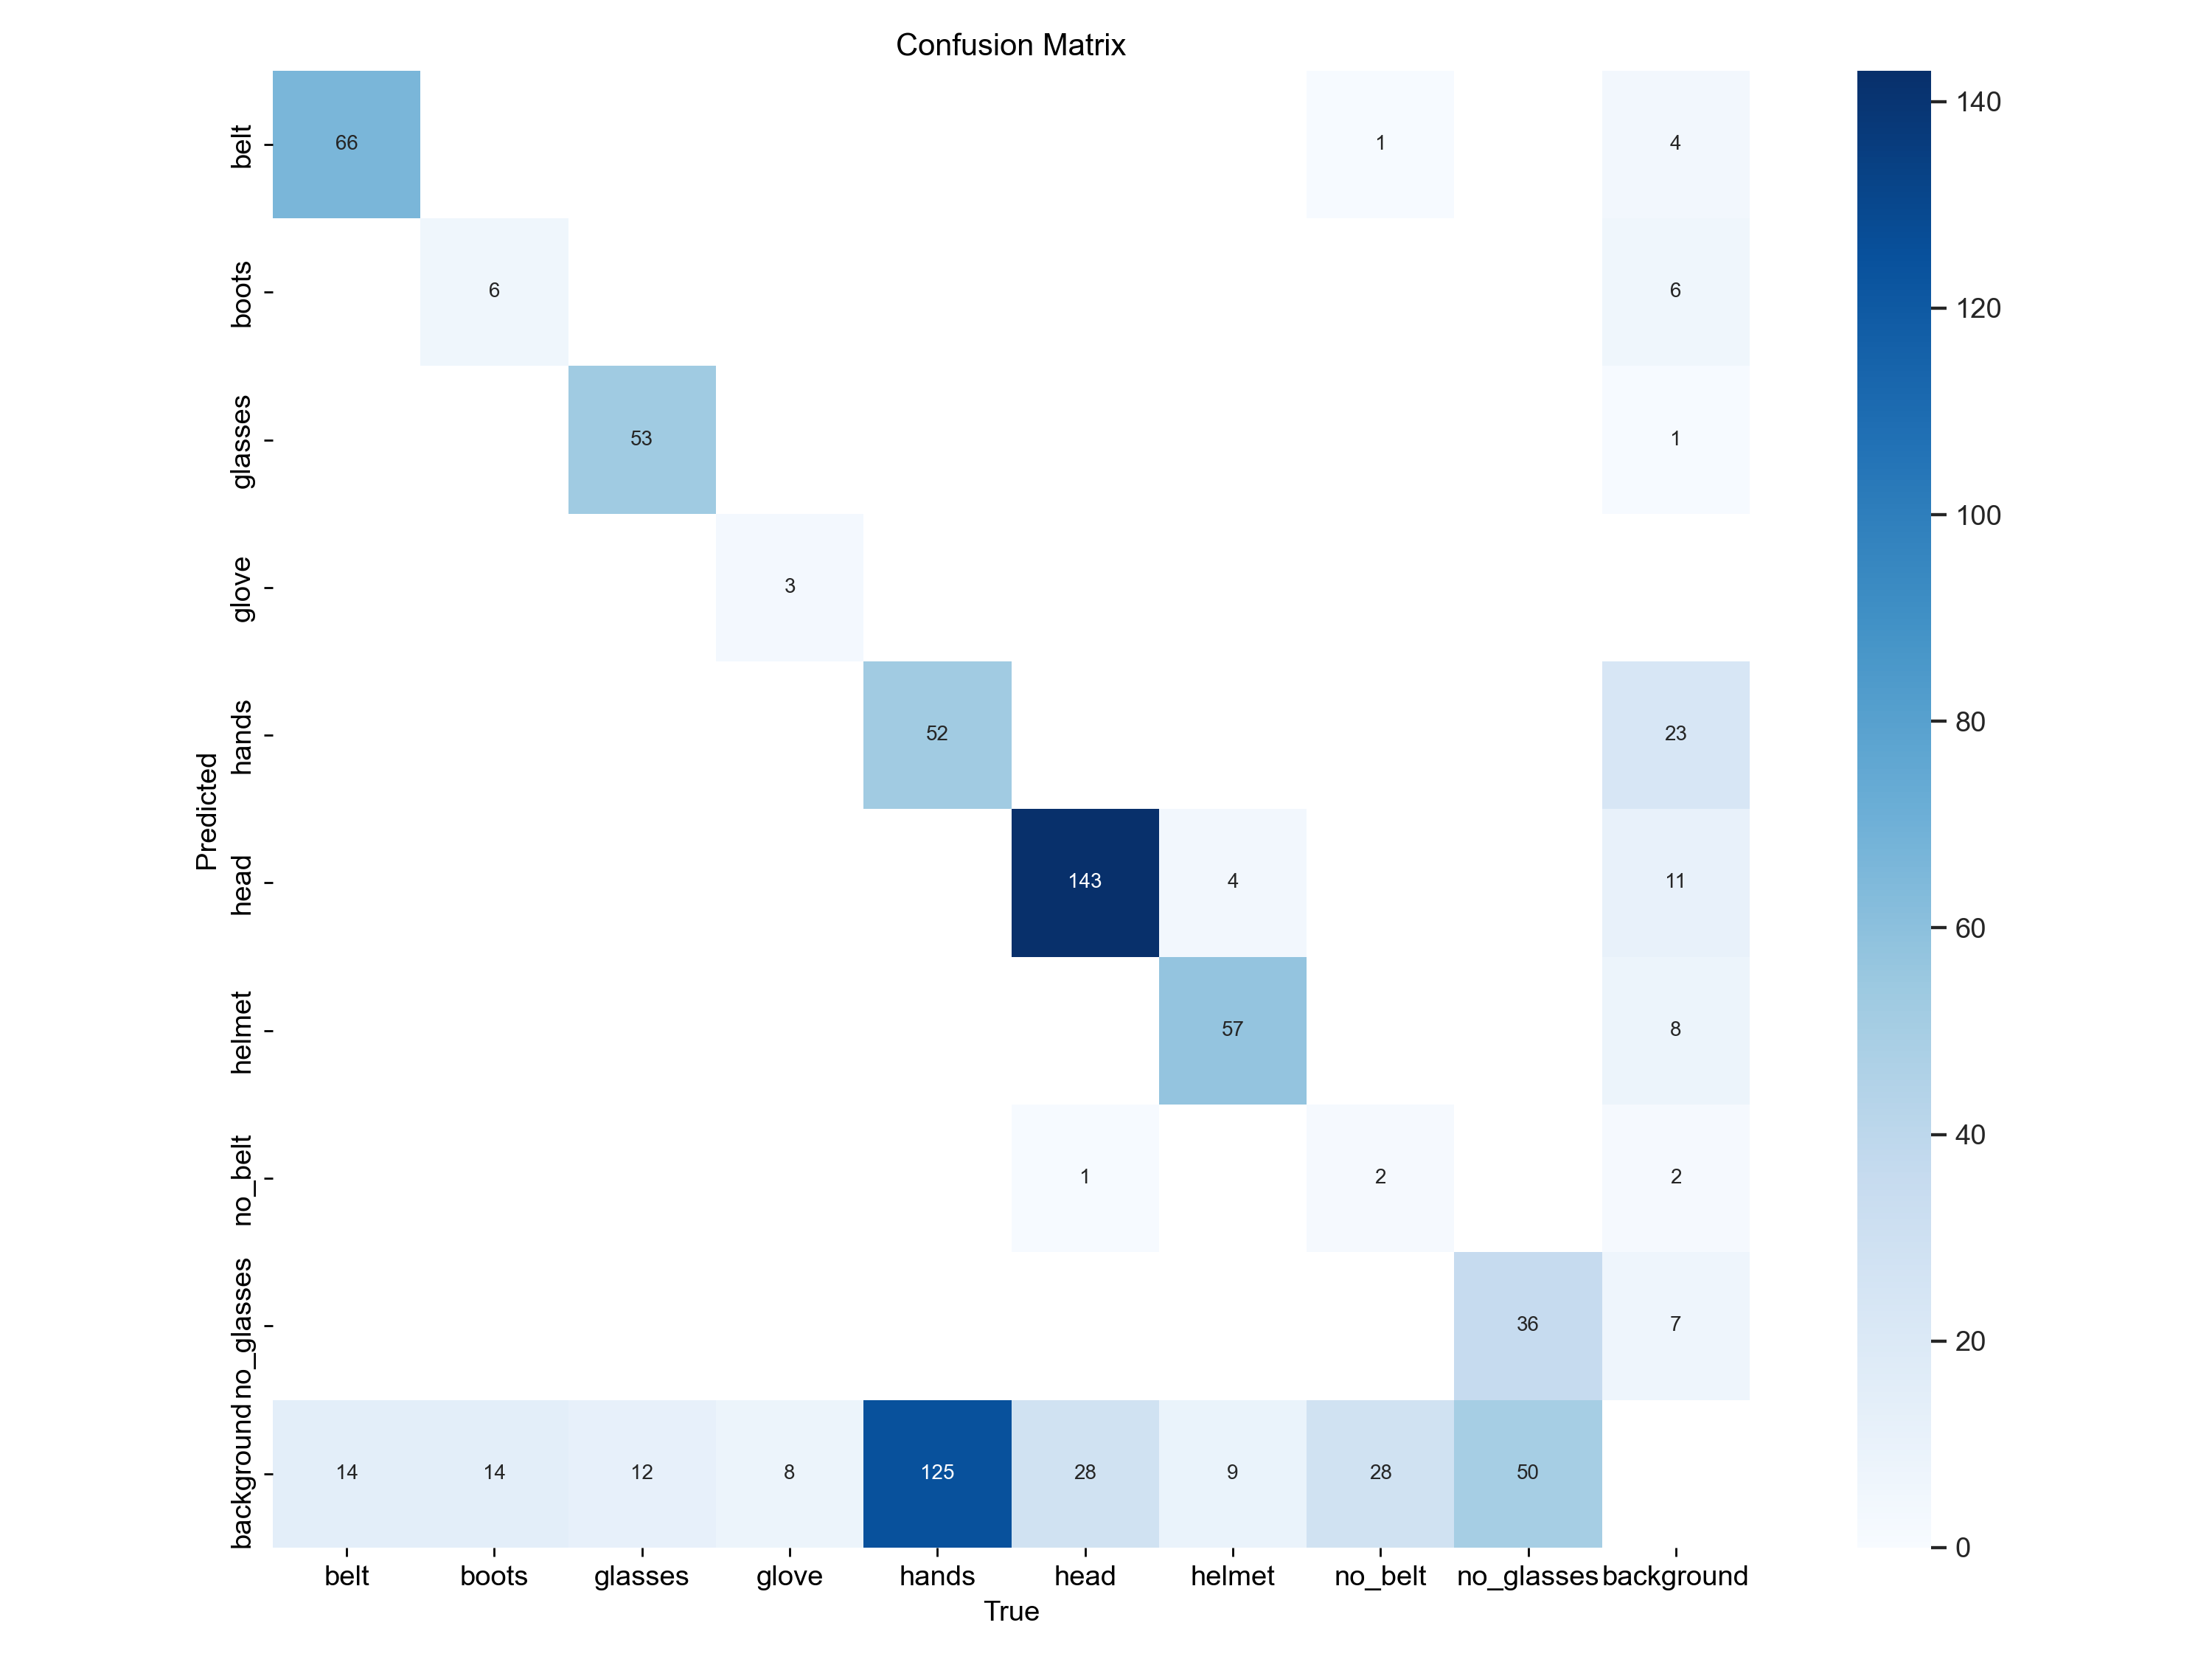 Confusion Matrix
belt 66 1 4
boots 6 6
glasses 53 1
glove 3
hands 52 23
head 143 4 11
helmet 57 8
no_belt 1 2 2
no_glasses 36 7
background 14 14 12 8 125 28 9 28 50
belt boots glasses glove hands head helmet no_belt no_glasses background
True
Predicted
140
120
100
80
60
40
20
0